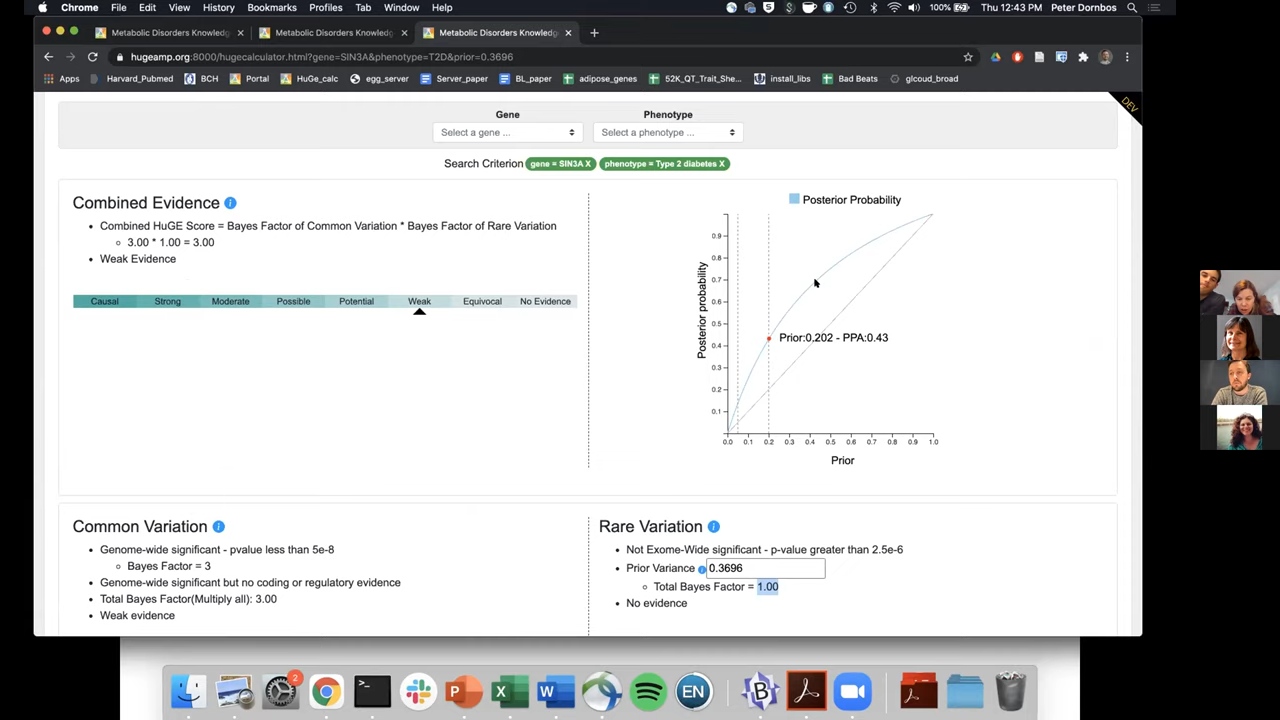 Chrome File Edit View History Bookmarks Profiles Tab Window Help 100% Thu 12:43 PM Peter Dornbos
Metabolic Disorders Knowledg Metabolic Disorders Knowledg Metabolic Disorders Knowledg
hugeamp.org:8000/hugecalculator.html?gene=SIN3A&phenotype=T2D&prior=0.3696
Apps Harvard_Pubmed BCH Portal HuGe_calc egg_server Server_paper BL_paper adipose_genes 52K_QT_Trait_She... install_libs Bad Beats glcloud_broad
DEV
Gene Phenotype
Select a gene ... Select a phenotype ...
Search Criterion gene = SIN3A X phenotype = Type 2 diabetes X
Combined Evidence i
Combined HuGE Score = Bayes Factor of Common Variation * Bayes Factor of Rare Variation
3.00 * 1.00 = 3.00
Weak Evidence
Causal Strong Moderate Possible Potential Weak Equivocal No Evidence
Posterior Probability
Posterior probability
0.9
0.8
0.7
0.6
0.5
0.4
0.3
0.2
0.1
Prior:0.202 - PPA:0.43
0.0 0.1 0.2 0.3 0.4 0.5 0.6 0.7 0.8 0.9 1.0
Prior
Common Variation i
Genome-wide significant - pvalue less than 5e-8
Bayes Factor = 3
Genome-wide significant but no coding or regulatory evidence
Total Bayes Factor(Multiply all): 3.00
Weak evidence
Rare Variation i
Not Exome-Wide significant - p-value greater than 2.5e-6
Prior Variance i 0.3696
Total Bayes Factor = 1.00
No evidence
2
P X W EN B